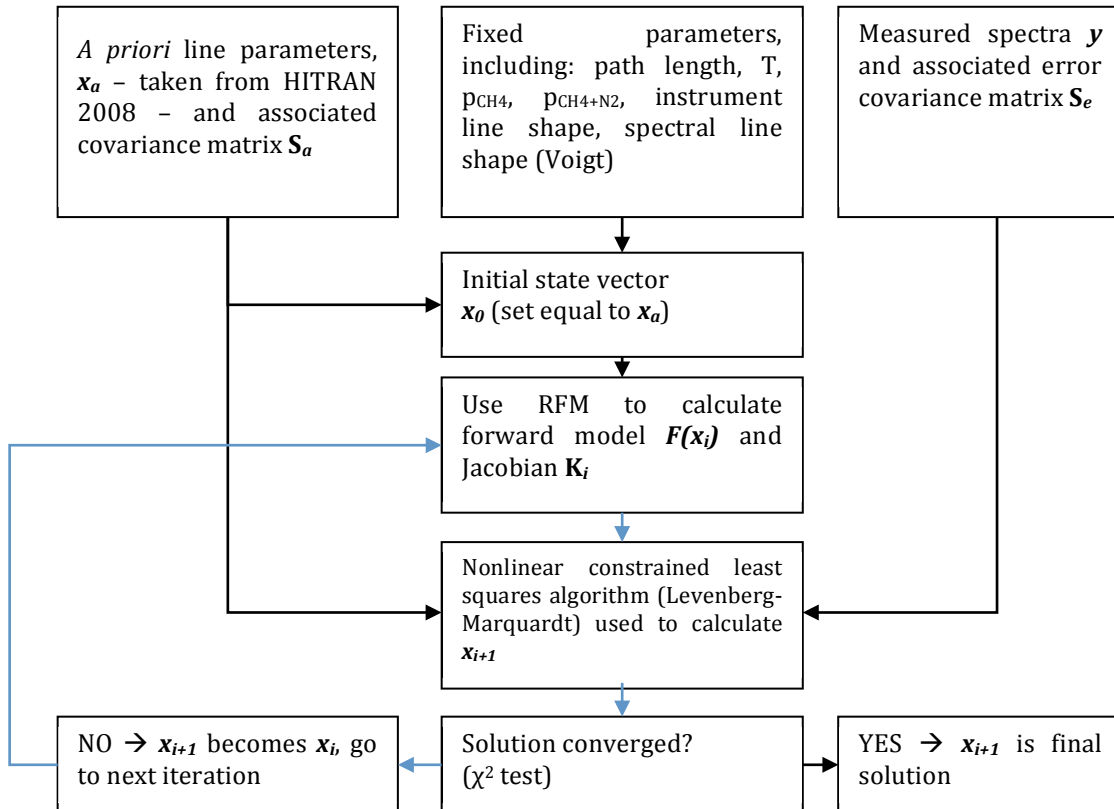 A priori line parameters,
xₐ – taken from HITRAN
2008 – and associated
covariance matrix Sₐ
Fixed parameters,
including: path length, T,
p_CH4, p_CH4+N2, instrument
line shape, spectral line
shape (Voigt)
Measured spectra y
and associated error
covariance matrix Sₑ
Initial state vector
x₀ (set equal to xₐ)
Use RFM to calculate
forward model F(xᵢ) and
Jacobian Kᵢ
Nonlinear constrained least
squares algorithm (Levenberg-
Marquardt) used to calculate
xᵢ₊₁
NO → xᵢ₊₁ becomes xᵢ, go
to next iteration
Solution converged?
(χ² test)
YES → xᵢ₊₁ is final
solution